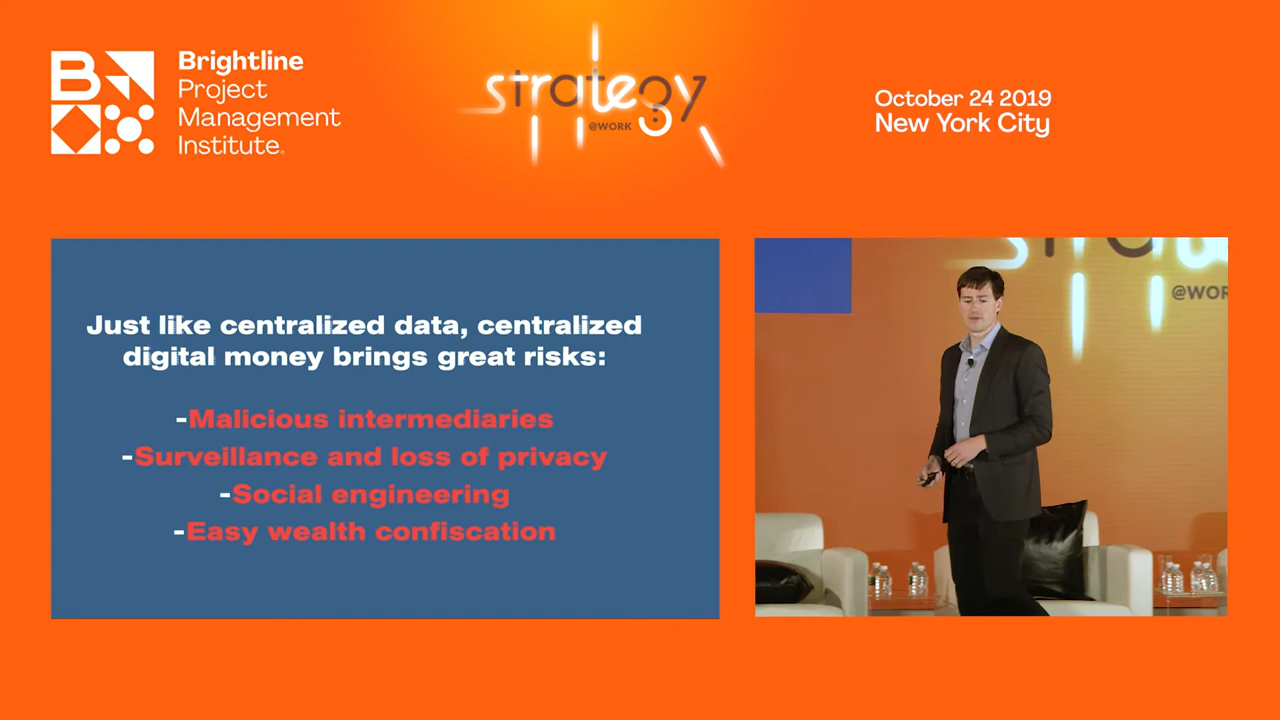 Brightline
Project
Management
Institute.
strategy
@WORK
October 24 2019
New York City
Just like centralized data, centralized
digital money brings great risks:
-Malicious intermediaries
-Surveillance and loss of privacy
-Social engineering
-Easy wealth confiscation
@WOR